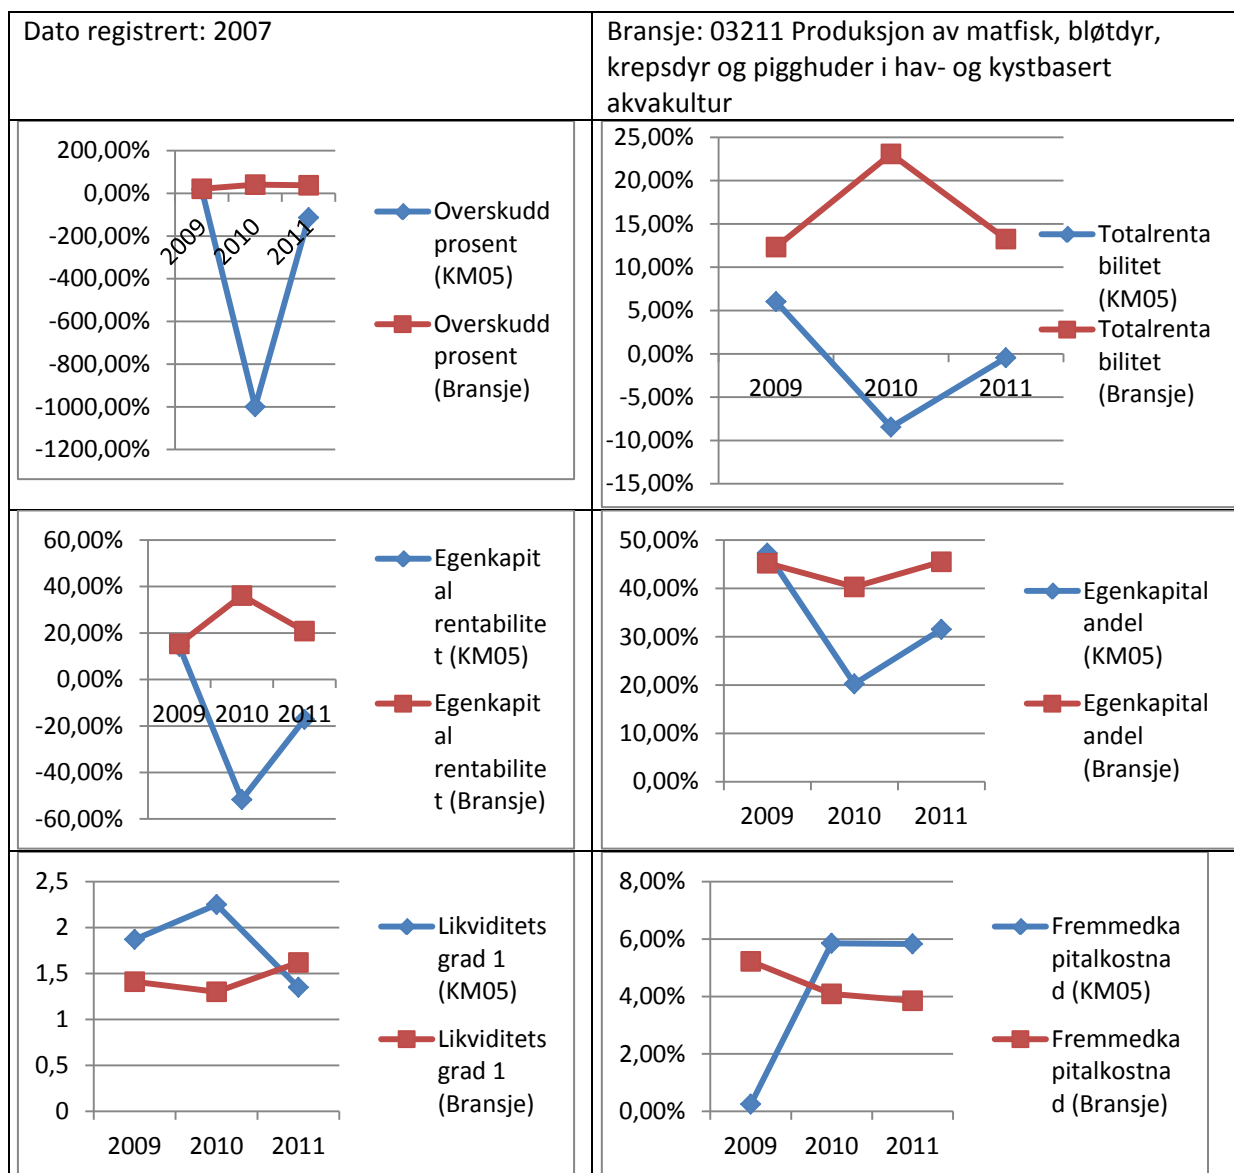 Dato registrert: 2007
Bransje: 03211 Produksjon av matfisk, bløtdyr,
krepsdyr og pigghuder i hav- og kystbasert
akvakultur
200,00%
0,00%
-200,00%
-400,00%
-600,00%
-800,00%
-1000,00%
-1200,00%
2009
2010
2011
Overskudd
prosent
(KM05)
Overskudd
prosent
(Bransje)
25,00%
20,00%
15,00%
10,00%
5,00%
0,00%
-5,00%
-10,00%
-15,00%
2009
2010
2011
Totalrenta
bilitet
(KM05)
Totalrenta
bilitet
(Bransje)
60,00%
40,00%
20,00%
0,00%
-20,00%
-40,00%
-60,00%
2009
2010
2011
Egenkapit
al
rentabilite
t (KM05)
Egenkapit
al
rentabilite
t (Bransje)
50,00%
40,00%
30,00%
20,00%
10,00%
0,00%
2009
2010
2011
Egenkapital
andel
(KM05)
Egenkapital
andel
(Bransje)
2,5
2
1,5
1
0,5
0
2009
2010
2011
Likviditets
grad 1
(KM05)
Likviditets
grad 1
(Bransje)
8,00%
6,00%
4,00%
2,00%
0,00%
2009
2010
2011
Fremmedka
pitalkostna
d (KM05)
Fremmedka
pitalkostna
d (Bransje)